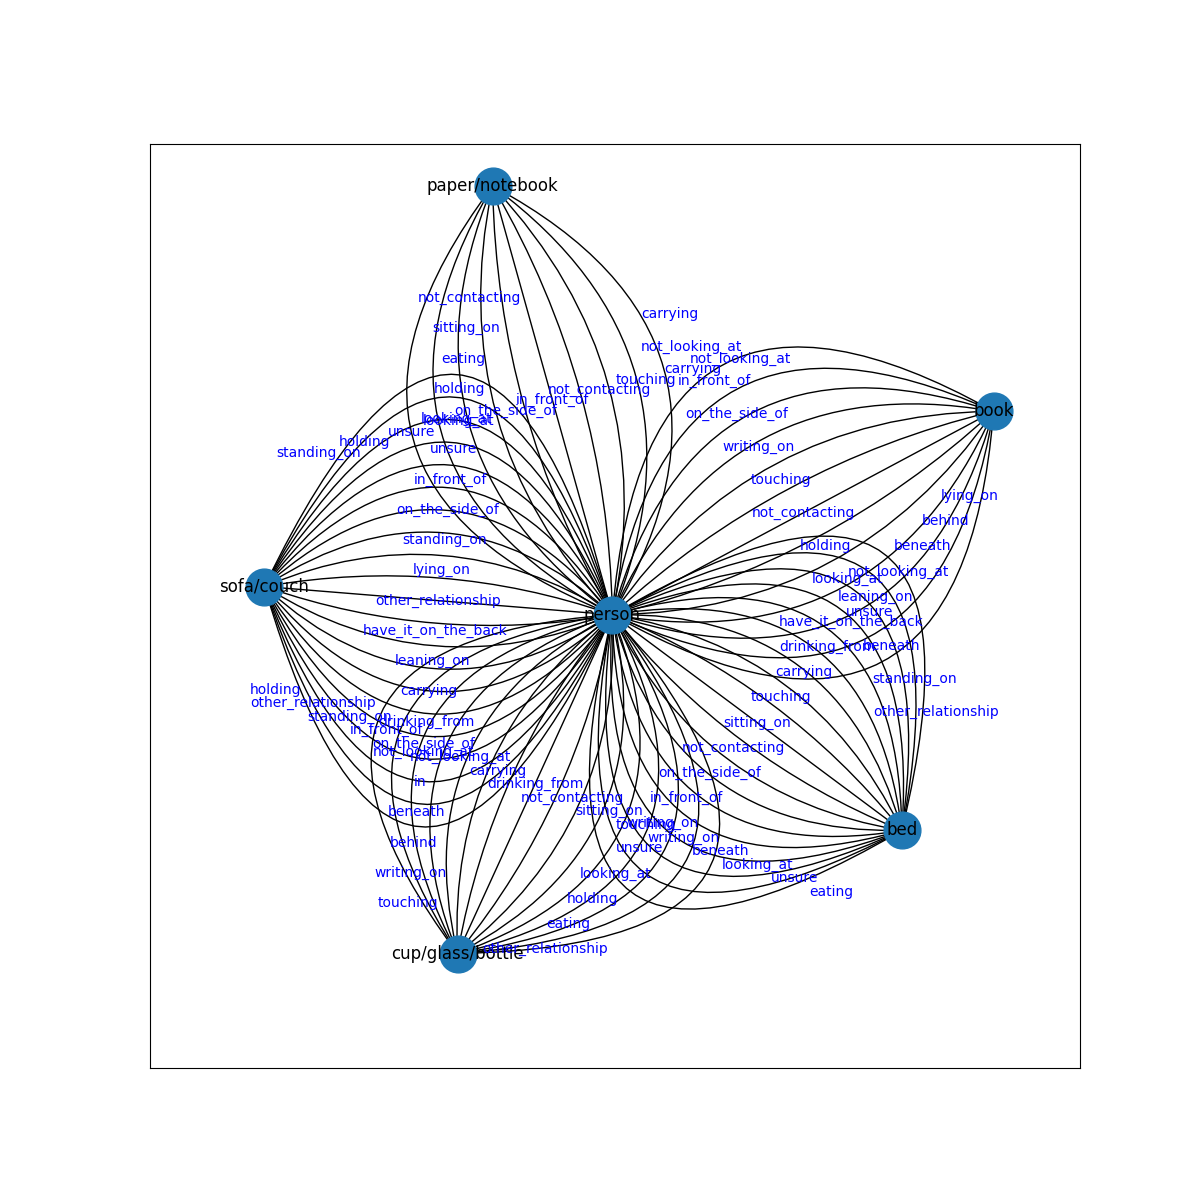 paper/notebook
not_contacting
carrying
sitting_on
not_looking_at
eating
not_looking_at
carrying
touching
in_front_of
holding
not_contacting
in_front_of
on_the_side_of
book
on_the_side_of
looking_at
looking_at
unsure
holding
unsure
writing_on
standing_on
in_front_of
touching
lying_on
on_the_side_of
not_contacting
behind
standing_on
holding
beneath
lying_on
not_looking_at
looking_at
sofa/couch
leaning_on
other_relationship
unsure
person
have_it_on_the_back
have_it_on_the_back
drinking_from
beneath
leaning_on
carrying
standing_on
holding
carrying
touching
other_relationship
other_relationship
standing_on
drinking_from
sitting_on
in_front_of
on_the_side_of
not_contacting
not_looking_at
not_looking_at
carrying
on_the_side_of
in
drinking_from
not_contacting
in_front_of
beneath
sitting_on
touching
writing_on
bed
behind
writing_on
unsure
beneath
looking_at
writing_on
looking_at
unsure
touching
holding
eating
eating
other_relationship
cup/glass/bottle